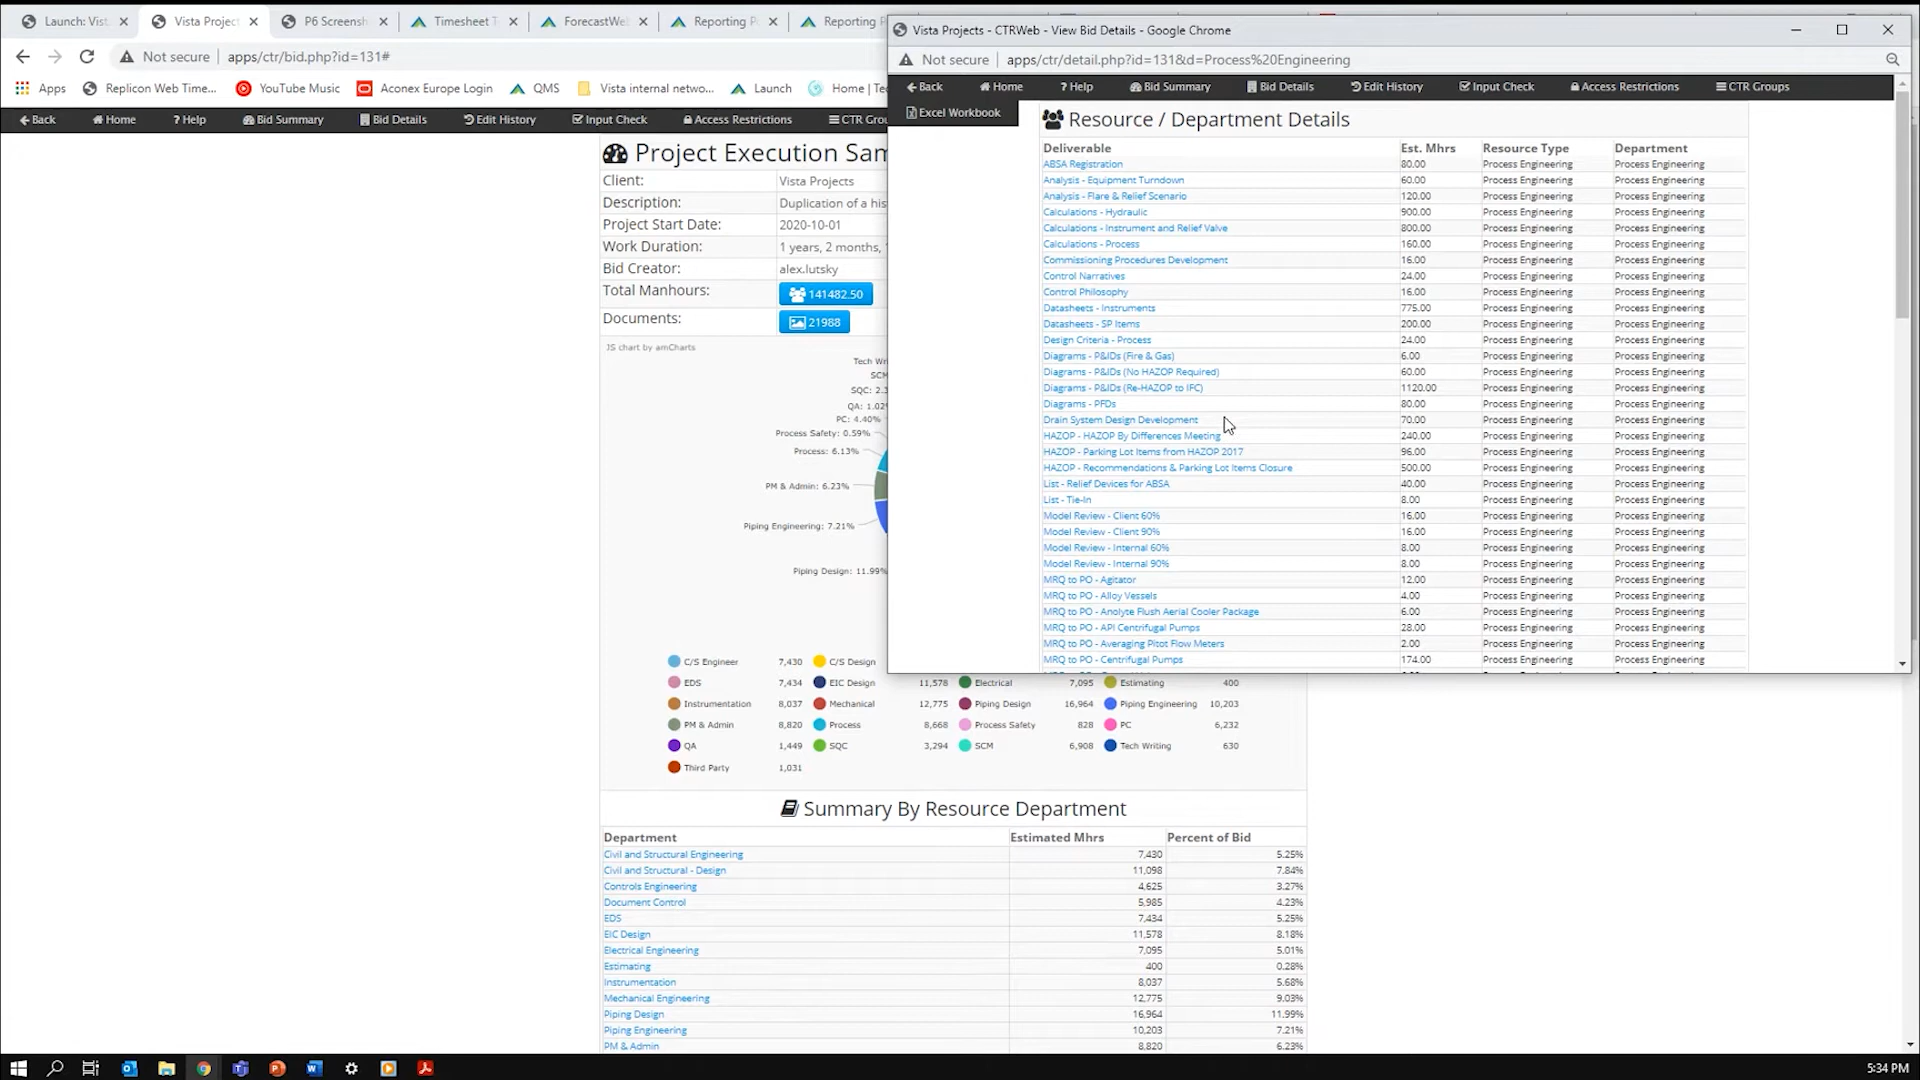 Launch: Vist
Vista Project
P6 Screensh
Timesheet T
ForecastWe
Reporting P
Reporting P
Not secure
apps/ctr/bid.php?id=131#
Apps
Replicon Web Time...
YouTube Music
Aconex Europe Login
QMS
Vista internal netwo...
Launch
Home | Tec
Back
Home
? Help
Bid Summary
Bid Details
Edit History
Input Check
Access Restrictions
CTR Grou
Project Execution Sam
Client: Vista Projects
Description: Duplication of a his
Project Start Date: 2020-10-01
Work Duration: 1 years, 2 months,
Bid Creator: alex.lutsky
Total Manhours: 141482.50
Documents: 21988
JS chart by amCharts
Tech Wri
SCM
SQC: 2.3
QA: 1.02%
PC: 4.40%
Process Safety: 0.59%
Process: 6.13%
PM & Admin: 6.23%
Piping Engineering: 7.21%
Piping Design: 11.99%
C/S Engineer 7,430 C/S Design
EDS 7,434 EIC Design 11,578 Electrical 7,095 Estimating 400
Instrumentation 8,037 Mechanical 12,775 Piping Design 16,964 Piping Engineering 10,203
PM & Admin 8,820 Process 8,668 Process Safety 828 PC 6,232
QA 1,449 SQC 3,294 SCM 6,908 Tech Writing 630
Third Party 1,031
Summary By Resource Department
Department Estimated Mhrs Percent of Bid
Civil and Structural Engineering 7,430 5.25%
Civil and Structural - Design 11,098 7.84%
Controls Engineering 4,625 3.27%
Document Control 5,985 4.23%
EDS 7,434 5.25%
EIC Design 11,578 8.18%
Electrical Engineering 7,095 5.01%
Estimating 400 0.28%
Instrumentation 8,037 5.68%
Mechanical Engineering 12,775 9.03%
Piping Design 16,964 11.99%
Piping Engineering 10,203 7.21%
PM & Admin 8,820 6.23%
Vista Projects - CTRWeb - View Bid Details - Google Chrome
Not secure
apps/ctr/detail.php?id=131&d=Process%20Engineering
Back
Home
? Help
Bid Summary
Bid Details
Edit History
Input Check
Access Restrictions
CTR Groups
Excel Workbook
Resource / Department Details
Deliverable Est. Mhrs Resource Type Department
ABSA Registration 80.00 Process Engineering Process Engineering
Analysis - Equipment Turndown 60.00 Process Engineering Process Engineering
Analysis - Flare & Relief Scenario 120.00 Process Engineering Process Engineering
Calculations - Hydraulic 900.00 Process Engineering Process Engineering
Calculations - Instrument and Relief Valve 800.00 Process Engineering Process Engineering
Calculations - Process 160.00 Process Engineering Process Engineering
Commissioning Procedures Development 16.00 Process Engineering Process Engineering
Control Narratives 24.00 Process Engineering Process Engineering
Control Philosophy 16.00 Process Engineering Process Engineering
Datasheets - Instruments 775.00 Process Engineering Process Engineering
Datasheets - SP Items 200.00 Process Engineering Process Engineering
Design Criteria - Process 24.00 Process Engineering Process Engineering
Diagrams - P&IDs (Fire & Gas) 6.00 Process Engineering Process Engineering
Diagrams - P&IDs (No HAZOP Required) 60.00 Process Engineering Process Engineering
Diagrams - P&IDs (Re-HAZOP to IFC) 1120.00 Process Engineering Process Engineering
Diagrams - PFDs 80.00 Process Engineering Process Engineering
Drain System Design Development 70.00 Process Engineering Process Engineering
HAZOP - HAZOP By Differences Meeting 240.00 Process Engineering Process Engineering
HAZOP - Parking Lot Items from HAZOP 2017 96.00 Process Engineering Process Engineering
HAZOP - Recommendations & Parking Lot Items Closure 500.00 Process Engineering Process Engineering
List - Relief Devices for ABSA 40.00 Process Engineering Process Engineering
List - Tie-In 8.00 Process Engineering Process Engineering
Model Review - Client 60% 16.00 Process Engineering Process Engineering
Model Review - Client 90% 16.00 Process Engineering Process Engineering
Model Review - Internal 60% 8.00 Process Engineering Process Engineering
Model Review - Internal 90% 8.00 Process Engineering Process Engineering
MRQ to PO - Agitator 12.00 Process Engineering Process Engineering
MRQ to PO - Alloy Vessels 4.00 Process Engineering Process Engineering
MRQ to PO - Anolyte Flush Aerial Cooler Package 6.00 Process Engineering Process Engineering
MRQ to PO - API Centrifugal Pumps 28.00 Process Engineering Process Engineering
MRQ to PO - Averaging Pitot Flow Meters 2.00 Process Engineering Process Engineering
MRQ to PO - Centrifugal Pumps 174.00 Process Engineering Process Engineering
5:34 PM